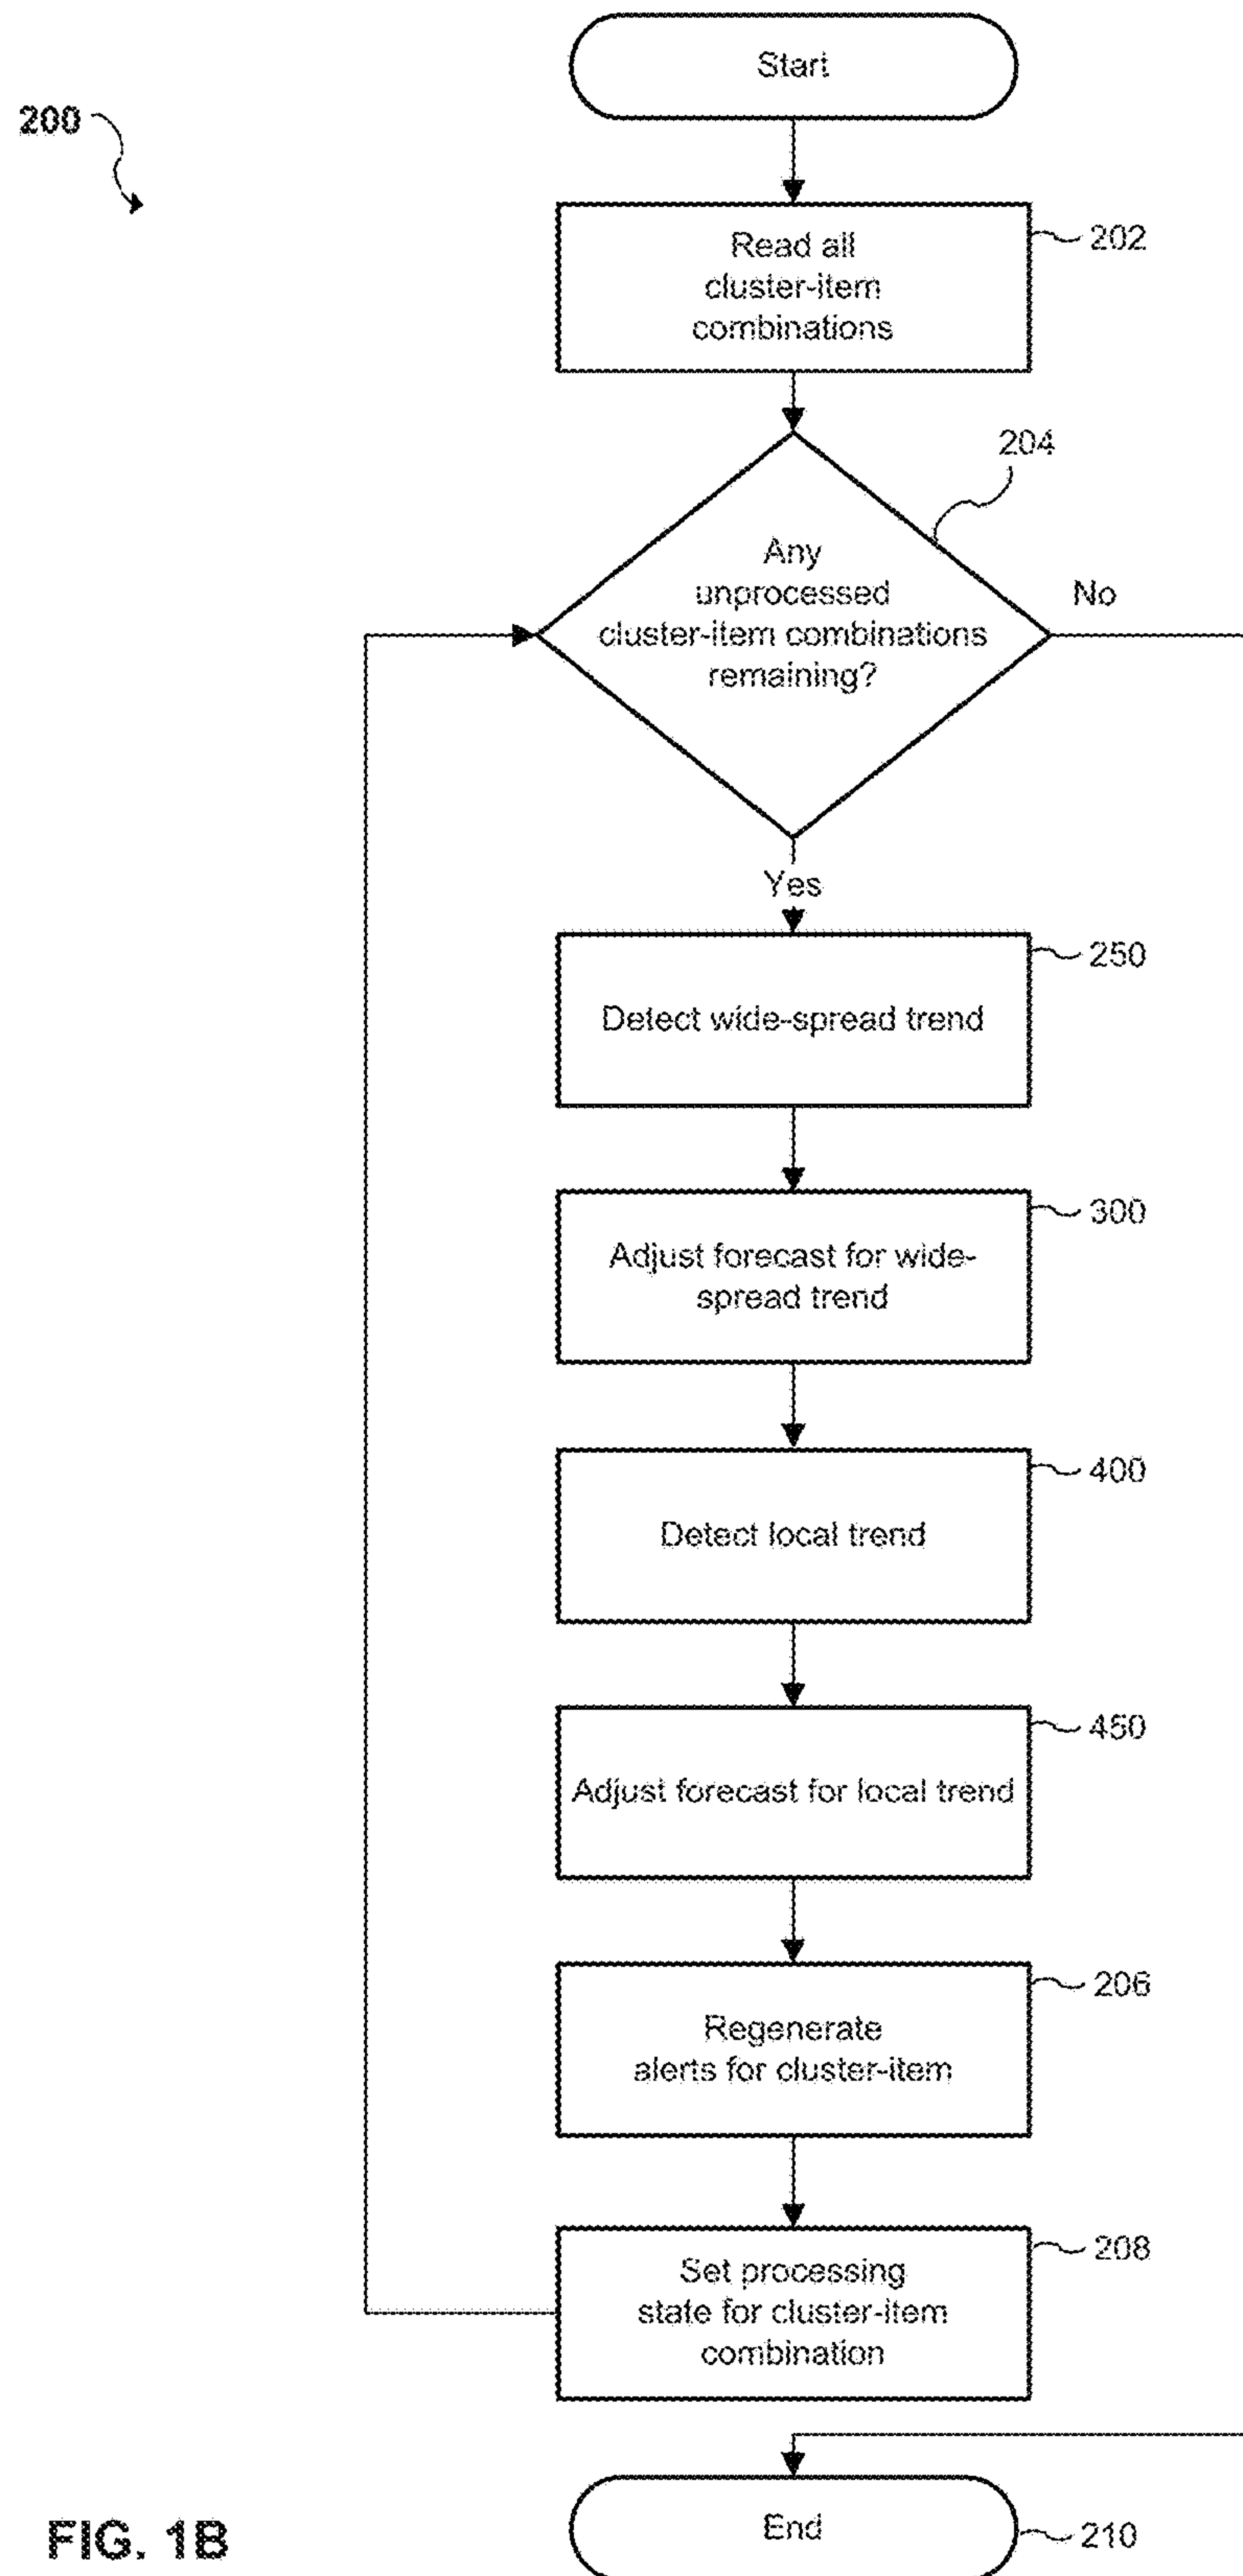 Start
200
Read all
cluster-item
combinations
202
204
Any
unprocessed
cluster-item combinations
remaining?
No
Yes
250
Detect wide-spread trend
300
Adjust forecast for wide-
spread trend
400
Detect local trend
450
Adjust forecast for local trend
206
Regenerate
alerts for cluster-item
208
Set processing
state for cluster-item
combination
End
210
FIG. 1B